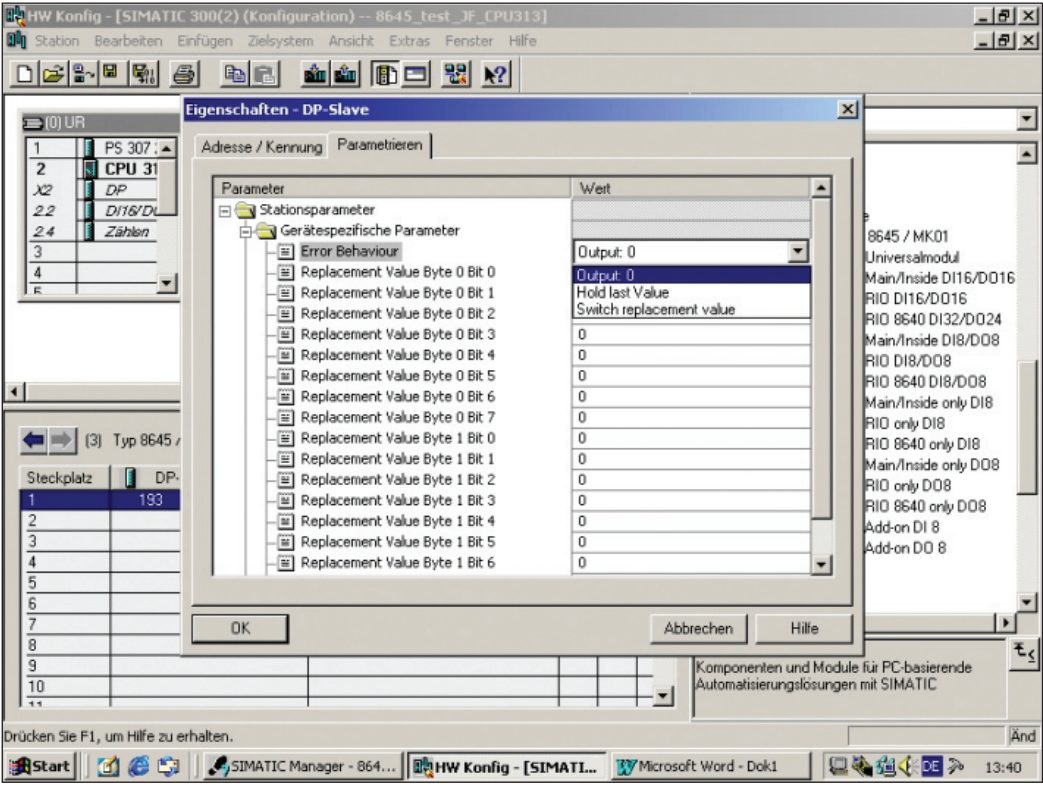 HW Konfig - [SIMATIC 300(2) (Konfiguration) -- 8645_test_JF_CPU313]
Station Bearbeiten Einfügen Zielsystem Ansicht Extras Fenster Hilfe
(0) UR
1 PS 307
2 CPU 31
X2 DP
2.2 DI16/D
2.4 Zählen
3
4
5
Eigenschaften - DP-Slave
Adresse / Kennung Parametrieren
Parameter Wert
Stationsparameter
Gerätespezifische Parameter
Error Behaviour Output: 0
Replacement Value Byte 0 Bit 0 Output: 0
Replacement Value Byte 0 Bit 1 Hold last Value
Replacement Value Byte 0 Bit 2 Switch replacement value
Replacement Value Byte 0 Bit 3 0
Replacement Value Byte 0 Bit 4 0
Replacement Value Byte 0 Bit 5 0
Replacement Value Byte 0 Bit 6 0
Replacement Value Byte 0 Bit 7 0
Replacement Value Byte 1 Bit 0 0
Replacement Value Byte 1 Bit 1 0
Replacement Value Byte 1 Bit 2 0
Replacement Value Byte 1 Bit 3 0
Replacement Value Byte 1 Bit 4 0
Replacement Value Byte 1 Bit 5 0
Replacement Value Byte 1 Bit 6 0
OK Abbrechen Hilfe
8645 / MK01
Universalmodul
Main/Inside DI16/DO16
RIO DI16/DO16
RIO 8640 DI32/DO24
Main/Inside DI8/DO8
RIO DI8/DO8
RIO 8640 DI8/DO8
Main/Inside only DI8
RIO only DI8
RIO 8640 only DI8
Main/Inside only DO8
RIO only DO8
RIO 8640 only DO8
Add-on DI 8
Add-on DO 8
(3) Typ 8645 /
Steckplatz DP-
1 193
2
3
4
5
6
7
8
9
10
11
Komponenten und Module für PC-basierende
Automatisierungslösungen mit SIMATIC
Drücken Sie F1, um Hilfe zu erhalten.
Änd
Start SIMATIC Manager - 864... HW Konfig - [SIMATI... Microsoft Word - Dok1 DE 13:40